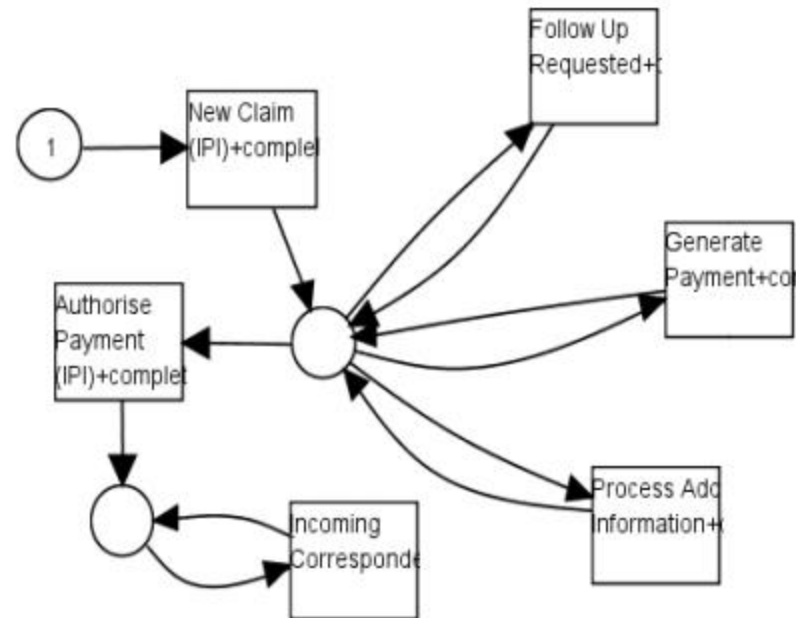 Follow Up
Requested+
New Claim
(IPI)+complet
1
Generate
Payment+cor
Authorise
Payment
(IPI)+complet
Process Add
Information+
Incoming
Corresponde